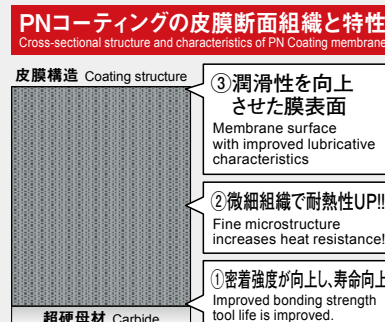 PNコーティングの皮膜断面組織と特性
Cross-sectional structure and characteristics of PN Coating membrane
皮膜構造 Coating structure
③潤滑性を向上
させた膜表面
Membrane surface
with improved lubricative
characteristics
②微細組織で耐熱性UP!!
Fine microstructure
increases heat resistance!
①密着強度が向上し、寿命向上
Improved bonding strength
tool life is improved.
超硬母材 Carbide